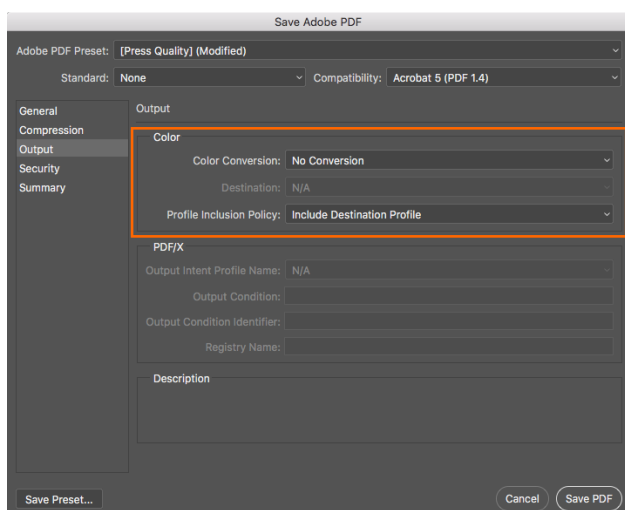 Save Adobe PDF
Adobe PDF Preset: [Press Quality] (Modified)
Standard: None Compatibility: Acrobat 5 (PDF 1.4)
General
Compression
Output
Security
Summary
Output
Color
Color Conversion: No Conversion
Destination: N/A
Profile Inclusion Policy: Include Destination Profile
PDF/X
Output Intent Profile Name: N/A
Output Condition:
Output Condition Identifier:
Registry Name:
Description
Save Preset... Cancel Save PDF